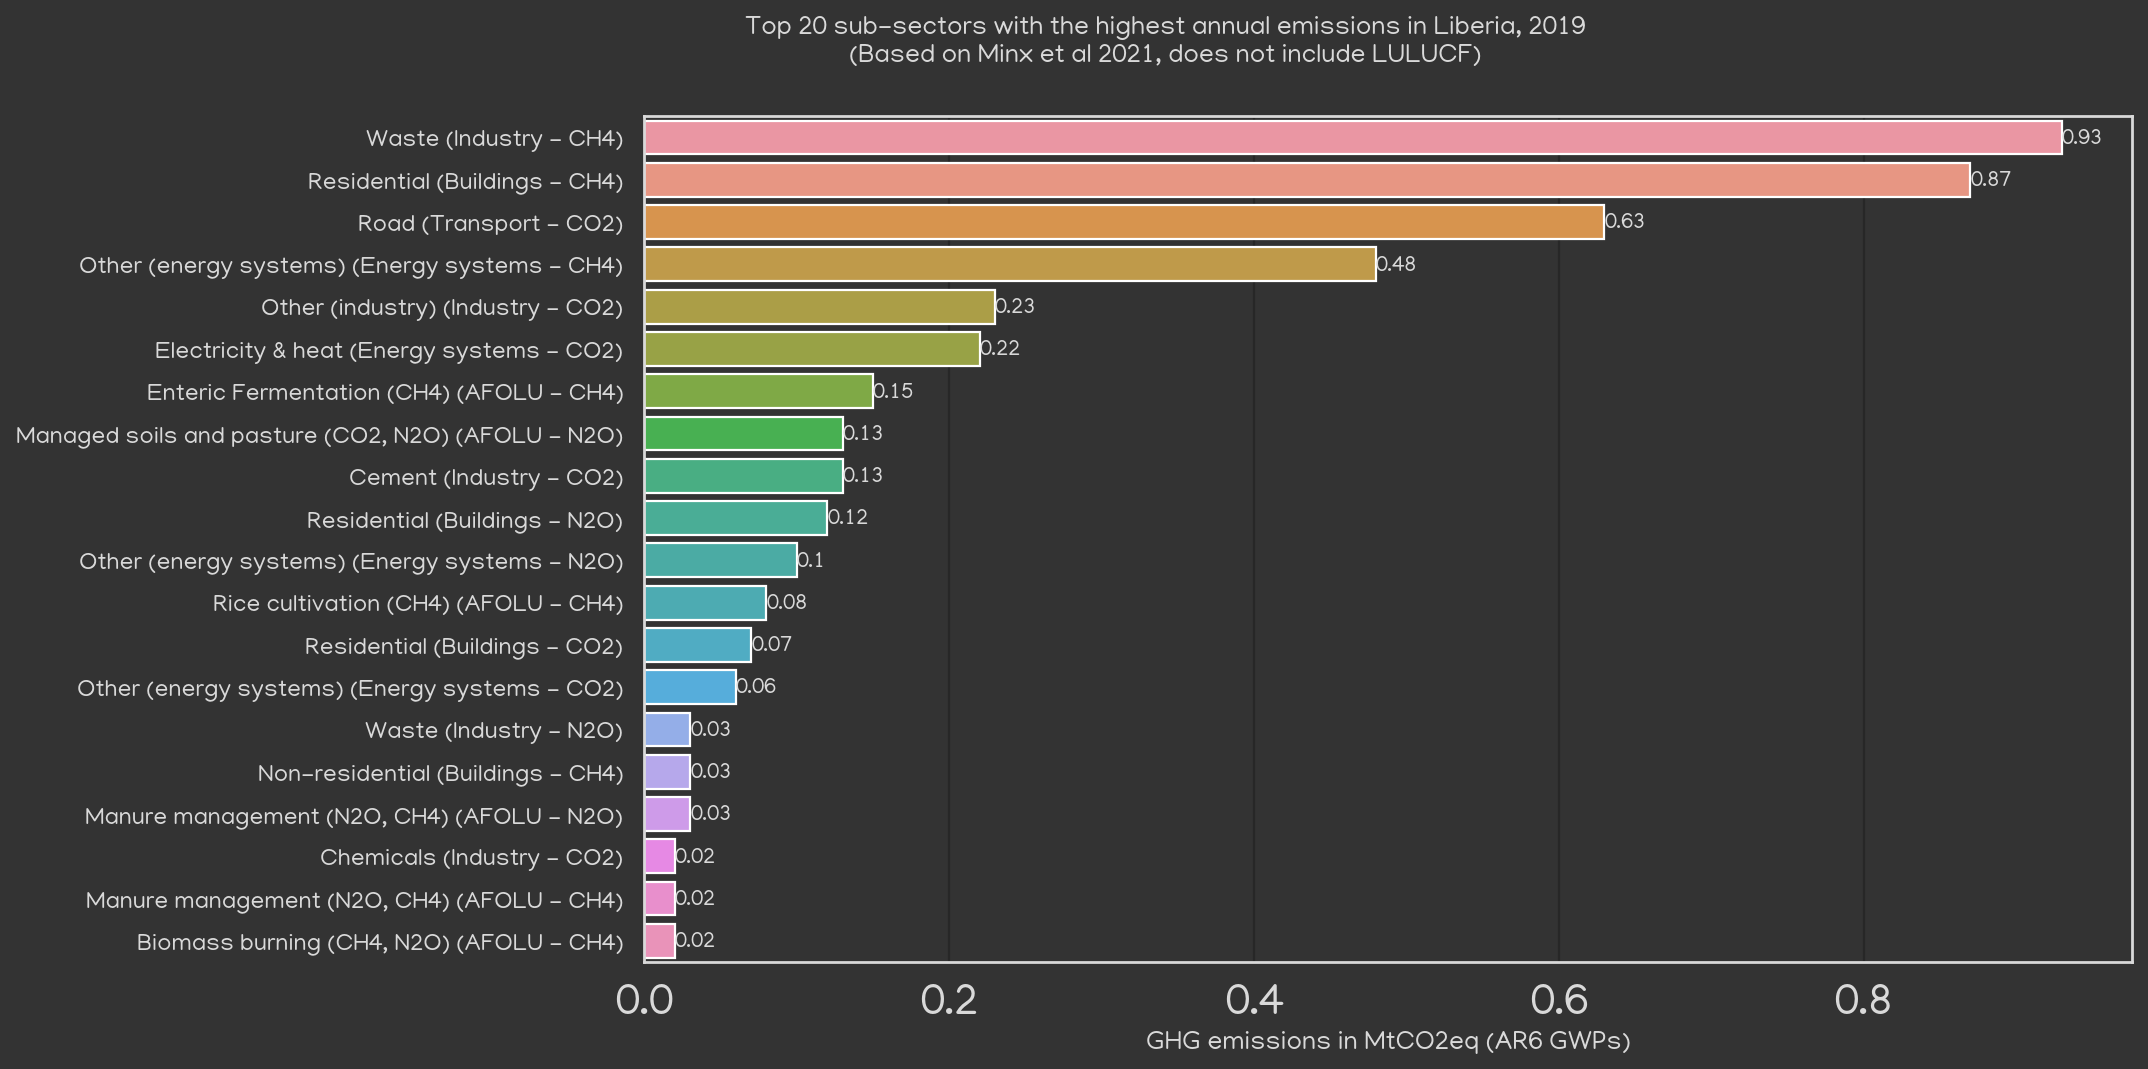 Top 20 sub-sectors with the highest annual emissions in Liberia, 2019
(Based on Minx et al 2021, does not include LULUCF)
Waste (Industry - CH4) 0.93
Residential (Buildings - CH4) 0.87
Road (Transport - CO2) 0.63
Other (energy systems) (Energy systems - CH4) 0.48
Other (industry) (Industry - CO2) 0.23
Electricity & heat (Energy systems - CO2) 0.22
Enteric Fermentation (CH4) (AFOLU - CH4) 0.15
Managed soils and pasture (CO2, N2O) (AFOLU - N2O) 0.13
Cement (Industry - CO2) 0.13
Residential (Buildings - N2O) 0.12
Other (energy systems) (Energy systems - N2O) 0.1
Rice cultivation (CH4) (AFOLU - CH4) 0.08
Residential (Buildings - CO2) 0.07
Other (energy systems) (Energy systems - CO2) 0.06
Waste (Industry - N2O) 0.03
Non-residential (Buildings - CH4) 0.03
Manure management (N2O, CH4) (AFOLU - N2O) 0.03
Chemicals (Industry - CO2) 0.02
Manure management (N2O, CH4) (AFOLU - CH4) 0.02
Biomass burning (CH4, N2O) (AFOLU - CH4) 0.02
0.0 0.2 0.4 0.6 0.8
GHG emissions in MtCO2eq (AR6 GWPs)